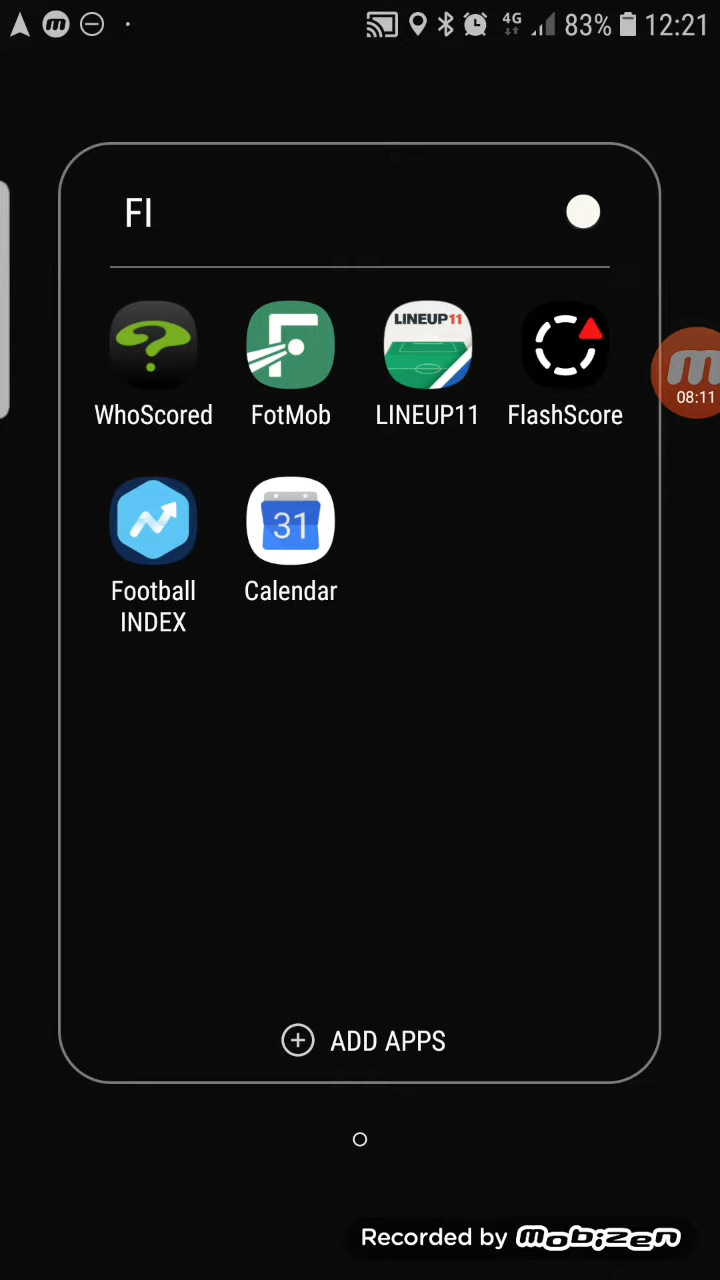 4G 83% 12:21
FI
LINEUP11
WhoScored FotMob LINEUP11 FlashScore
08:11
31
Football
INDEX
Calendar
ADD APPS
Recorded by mobizen